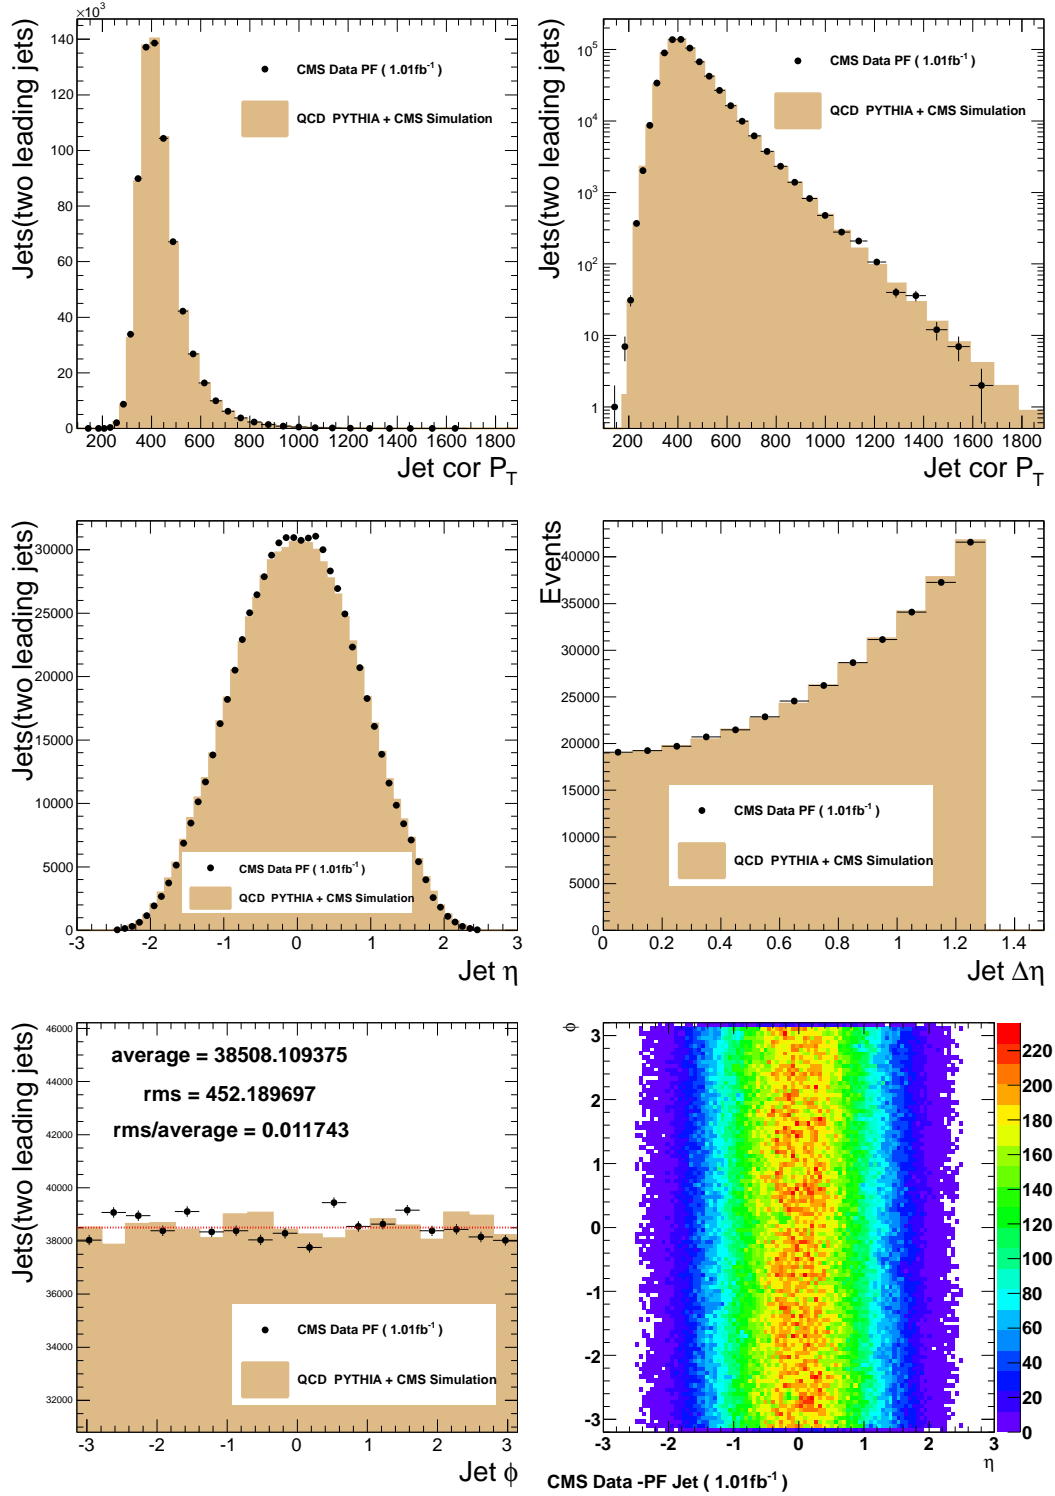 ×10³
140
120
100
80
60
40
20
0
Jets(two leading jets)
CMS Data PF ( 1.01fb⁻¹)
QCD PYTHIA + CMS Simulation
200 400 600 800 1000 1200 1400 1600 1800
Jet cor P_T
10⁵
10⁴
10³
10²
10
1
Jets(two leading jets)
CMS Data PF ( 1.01fb⁻¹)
QCD PYTHIA + CMS Simulation
200 400 600 800 1000 1200 1400 1600 1800
Jet cor P_T
30000
25000
20000
15000
10000
5000
0
Jets(two leading jets)
CMS Data PF ( 1.01fb⁻¹)
QCD PYTHIA + CMS Simulation
-3 -2 -1 0 1 2 3
Jet η
40000
35000
30000
25000
20000
15000
10000
5000
0
Events
CMS Data PF ( 1.01fb⁻¹)
QCD PYTHIA + CMS Simulation
0 0.2 0.4 0.6 0.8 1 1.2 1.4
Jet Δη
46000
44000
42000
40000
38000
36000
34000
32000
Jets(two leading jets)
average = 38508.109375
rms = 452.189697
rms/average = 0.011743
CMS Data PF ( 1.01fb⁻¹)
QCD PYTHIA + CMS Simulation
-3 -2 -1 0 1 2 3
Jet ϕ
ϕ
3
2
1
0
-1
-2
-3
-3 -2 -1 0 1 2 3
η
220
200
180
160
140
120
100
80
60
40
20
0
CMS Data -PF Jet ( 1.01fb⁻¹)